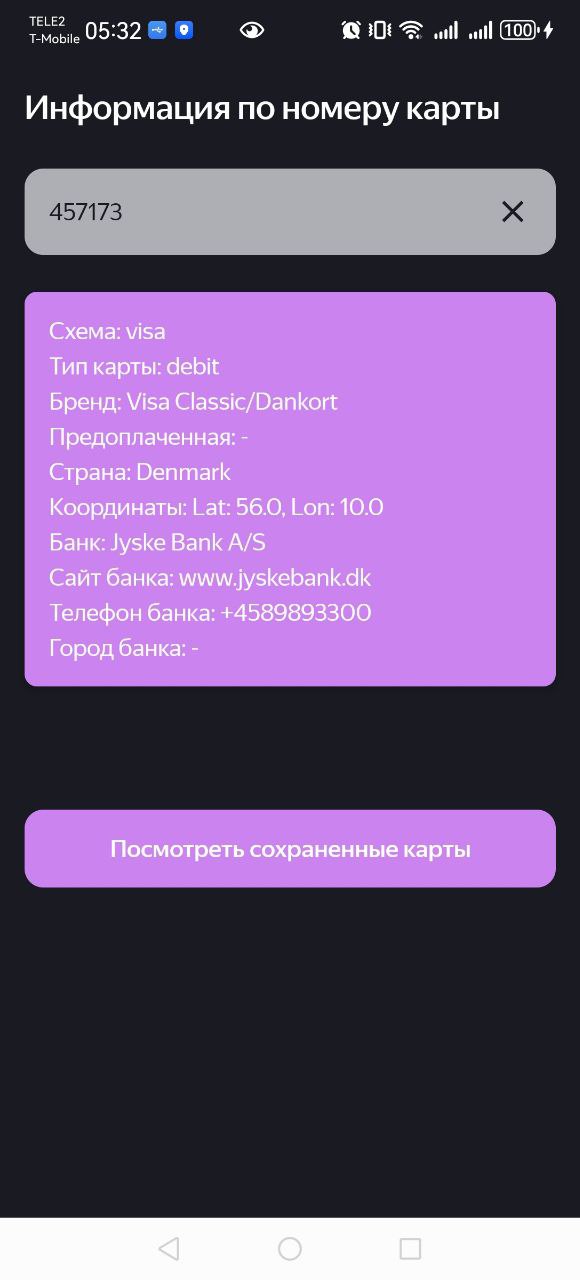 TELE2
T-Mobile
05:32
100
Информация по номеру карты
457173
Схема: visa
Тип карты: debit
Бренд: Visa Classic/Dankort
Предоплаченная: -
Страна: Denmark
Координаты: Lat: 56.0, Lon: 10.0
Банк: Jyske Bank A/S
Сайт банка: www.jyskebank.dk
Телефон банка: +4589893300
Город банка: -
Посмотреть сохраненные карты